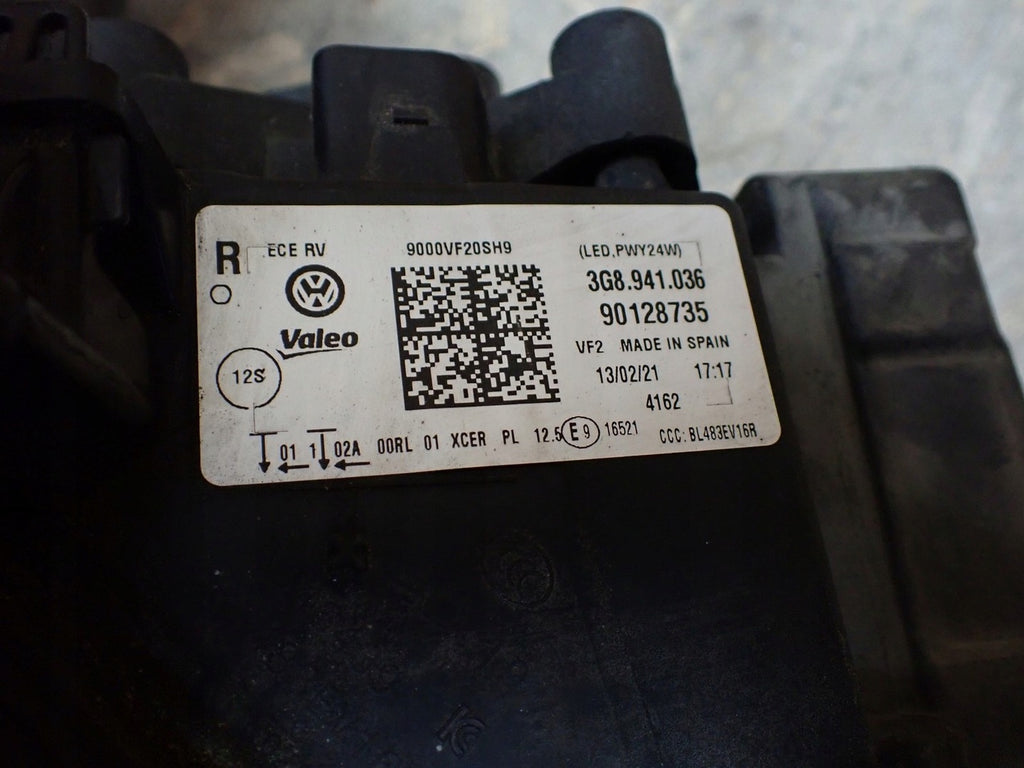 R ECE RV 9000VF20SH9 (LED,PWY24W)
3G8.941.036
Valeo 90128735
VF2 MADE IN SPAIN
12S 13/02/21 17:17
4162
01 1 02A 00RL 01 XCER PL 12.5 E9 16521 CCC: BL483EV16R